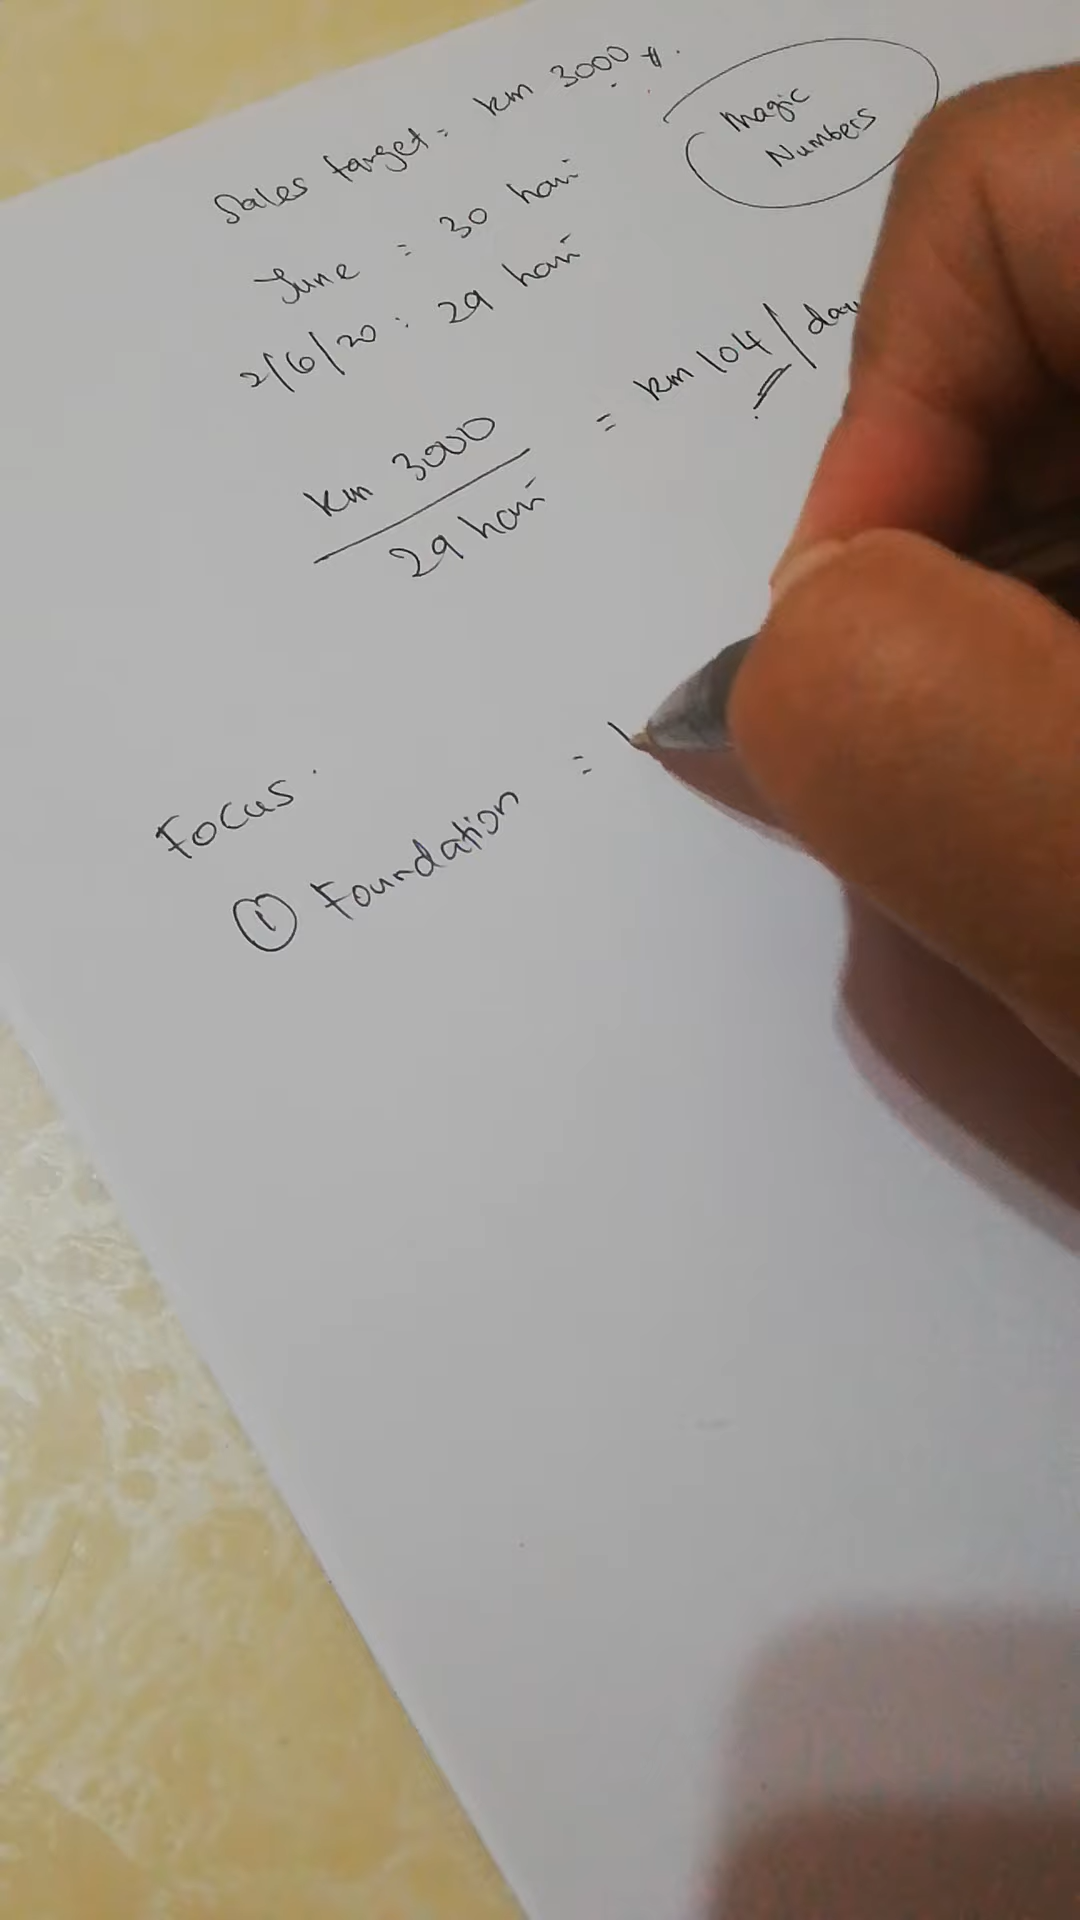 Sales target = RM 3000
Magic
Numbers
June = 30 hari
2/6/20 : 29 hari
RM 3000
29 hari
= RM 104/day
Focus.
① Foundation =